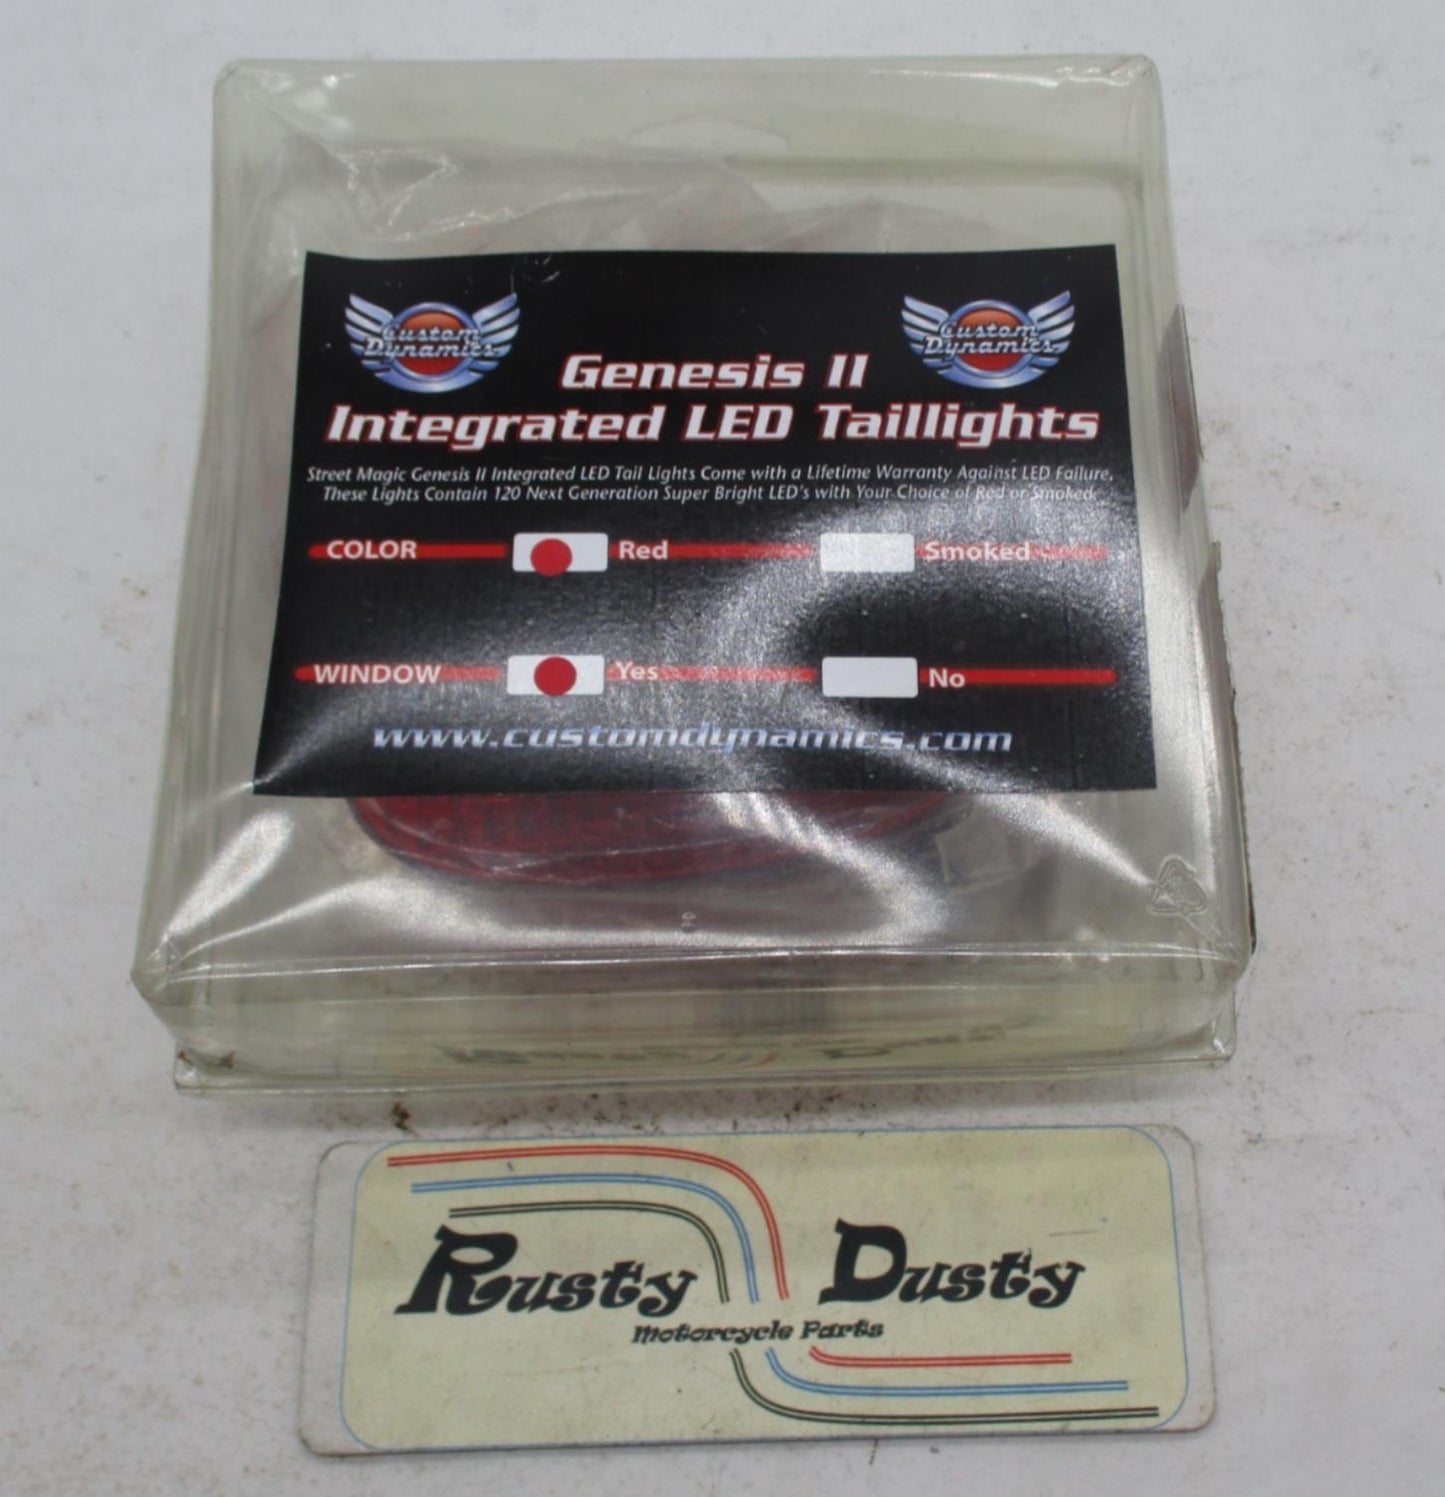 Custom Dynamics
Custom Dynamics
Genesis II
Integrated LED Taillights
Street Magic Genesis II Integrated LED Tail Lights Come with a Lifetime Warranty Against LED Failure.
These Lights Contain 120 Next Generation Super Bright LED's with Your Choice of Red or Smoked.
COLOR Red Smoked
WINDOW Yes No
www.customdynamics.com
Rusty Dusty
Motorcycle Parts